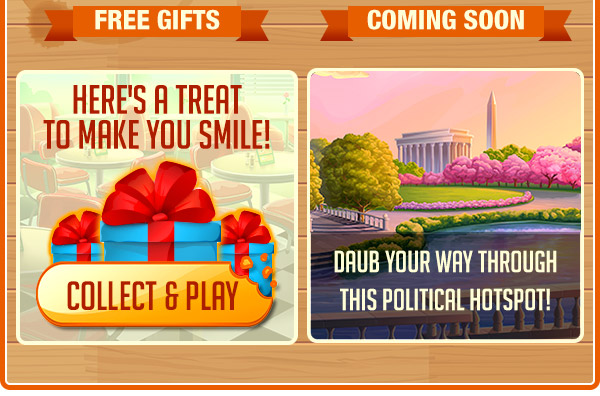 FREE GIFTS
COMING SOON
HERE'S A TREAT
TO MAKE YOU SMILE!
COLLECT & PLAY
DAUB YOUR WAY THROUGH
THIS POLITICAL HOTSPOT!